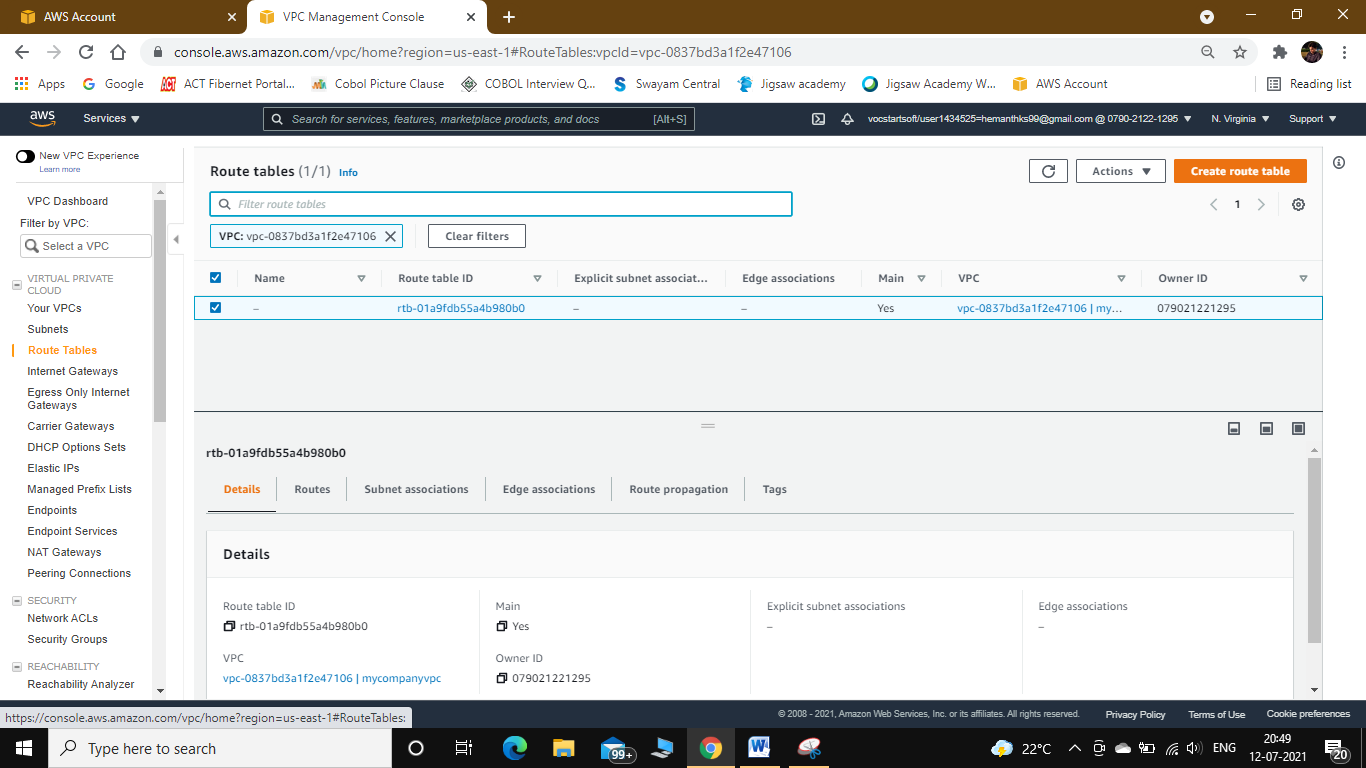 AWS Account
VPC Management Console
console.aws.amazon.com/vpc/home?region=us-east-1#RouteTables:vpcId=vpc-0837bd3a1f2e47106
Apps Google ACT Fibernet Portal... Cobol Picture Clause COBOL Interview Q... Swayam Central Jigsaw academy Jigsaw Academy W... AWS Account Reading list
aws Services Search for services, features, marketplace products, and docs [Alt+S] vocstartsoft/user1434525=hemanthks99@gmail.com @ 0790-2122-1295 N. Virginia Support
New VPC Experience
Learn more
VPC Dashboard
Filter by VPC:
Select a VPC
VIRTUAL PRIVATE
CLOUD
Your VPCs
Subnets
Route Tables
Internet Gateways
Egress Only Internet
Gateways
Carrier Gateways
DHCP Options Sets
Elastic IPs
Managed Prefix Lists
Endpoints
Endpoint Services
NAT Gateways
Peering Connections
SECURITY
Network ACLs
Security Groups
REACHABILITY
Reachability Analyzer
Route tables (1/1) Info
Actions
Create route table
Filter route tables
1
VPC: vpc-0837bd3a1f2e47106
Clear filters
Name Route table ID Explicit subnet associat... Edge associations Main VPC Owner ID
– rtb-01a9fdb55a4b980b0 – – Yes vpc-0837bd3a1f2e47106 | my... 079021221295
rtb-01a9fdb55a4b980b0
Details Routes Subnet associations Edge associations Route propagation Tags
Details
Route table ID
rtb-01a9fdb55a4b980b0
Main
Yes
Explicit subnet associations
–
Edge associations
–
VPC
vpc-0837bd3a1f2e47106 | mycompanyvpc
Owner ID
079021221295
https://console.aws.amazon.com/vpc/home?region=us-east-1#RouteTables:
© 2008 - 2021, Amazon Web Services, Inc. or its affiliates. All rights reserved. Privacy Policy Terms of Use Cookie preferences
Type here to search
99+
W
22°C
ENG
20:49
12-07-2021
20